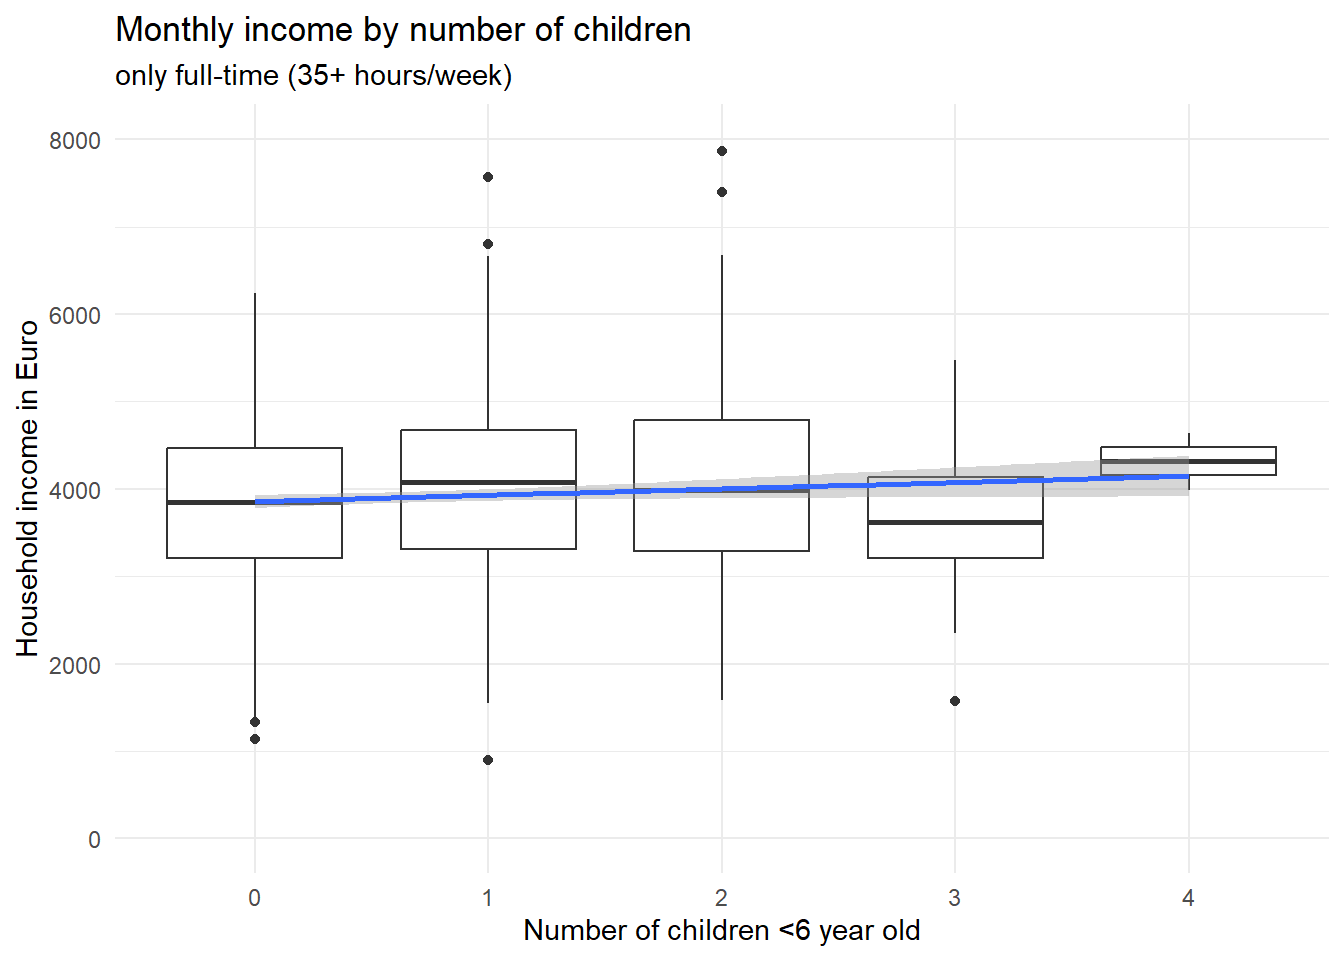 Monthly income by number of children
only full-time (35+ hours/week)
Household income in Euro
8000
6000
4000
2000
0
0 1 2 3 4
Number of children <6 year old